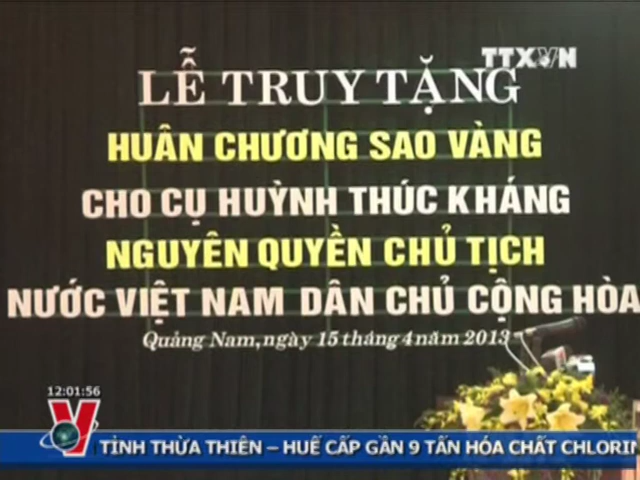 TTXVN
LỄ TRUY TẶNG
HUÂN CHƯƠNG SAO VÀNG
CHO CỤ HUỲNH THÚC KHÁNG
NGUYÊN QUYỀN CHỦ TỊCH
NƯỚC VIỆT NAM DÂN CHỦ CỘNG HÒA
Quảng Nam, ngày 15 tháng 4 năm 2013
12:01:56
V
TỈNH THỪA THIÊN – HUẾ CẤP GẦN 9 TẤN HÓA CHẤT CHLORIN